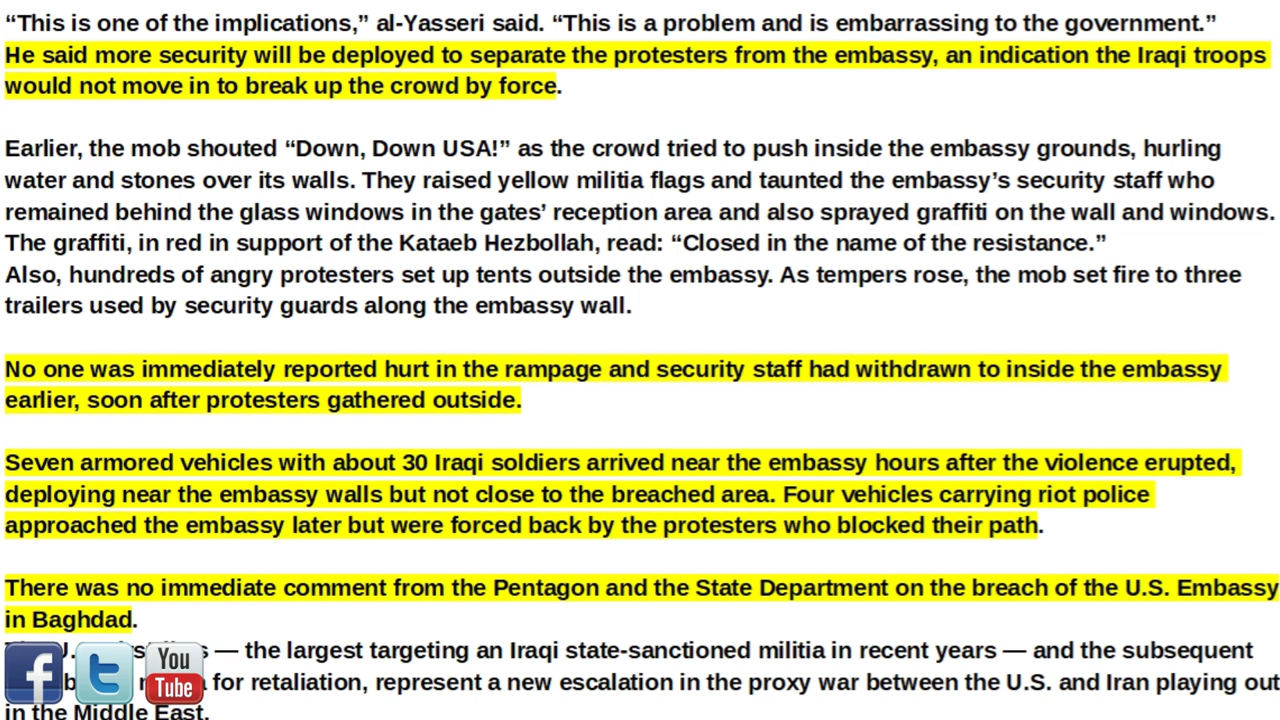 “This is one of the implications,” al-Yasseri said. “This is a problem and is embarrassing to the government.”
He said more security will be deployed to separate the protesters from the embassy, an indication the Iraqi troops
would not move in to break up the crowd by force.
Earlier, the mob shouted “Down, Down USA!” as the crowd tried to push inside the embassy grounds, hurling
water and stones over its walls. They raised yellow militia flags and taunted the embassy’s security staff who
remained behind the glass windows in the gates’ reception area and also sprayed graffiti on the wall and windows.
The graffiti, in red in support of the Kataeb Hezbollah, read: “Closed in the name of the resistance.”
Also, hundreds of angry protesters set up tents outside the embassy. As tempers rose, the mob set fire to three
trailers used by security guards along the embassy wall.
No one was immediately reported hurt in the rampage and security staff had withdrawn to inside the embassy
earlier, soon after protesters gathered outside.
Seven armored vehicles with about 30 Iraqi soldiers arrived near the embassy hours after the violence erupted,
deploying near the embassy walls but not close to the breached area. Four vehicles carrying riot police
approached the embassy later but were forced back by the protesters who blocked their path.
There was no immediate comment from the Pentagon and the State Department on the breach of the U.S. Embassy
in Baghdad.
— the largest targeting an Iraqi state-sanctioned militia in recent years — and the subsequent
for retaliation, represent a new escalation in the proxy war between the U.S. and Iran playing out
in the Middle East.
f t You
Tube